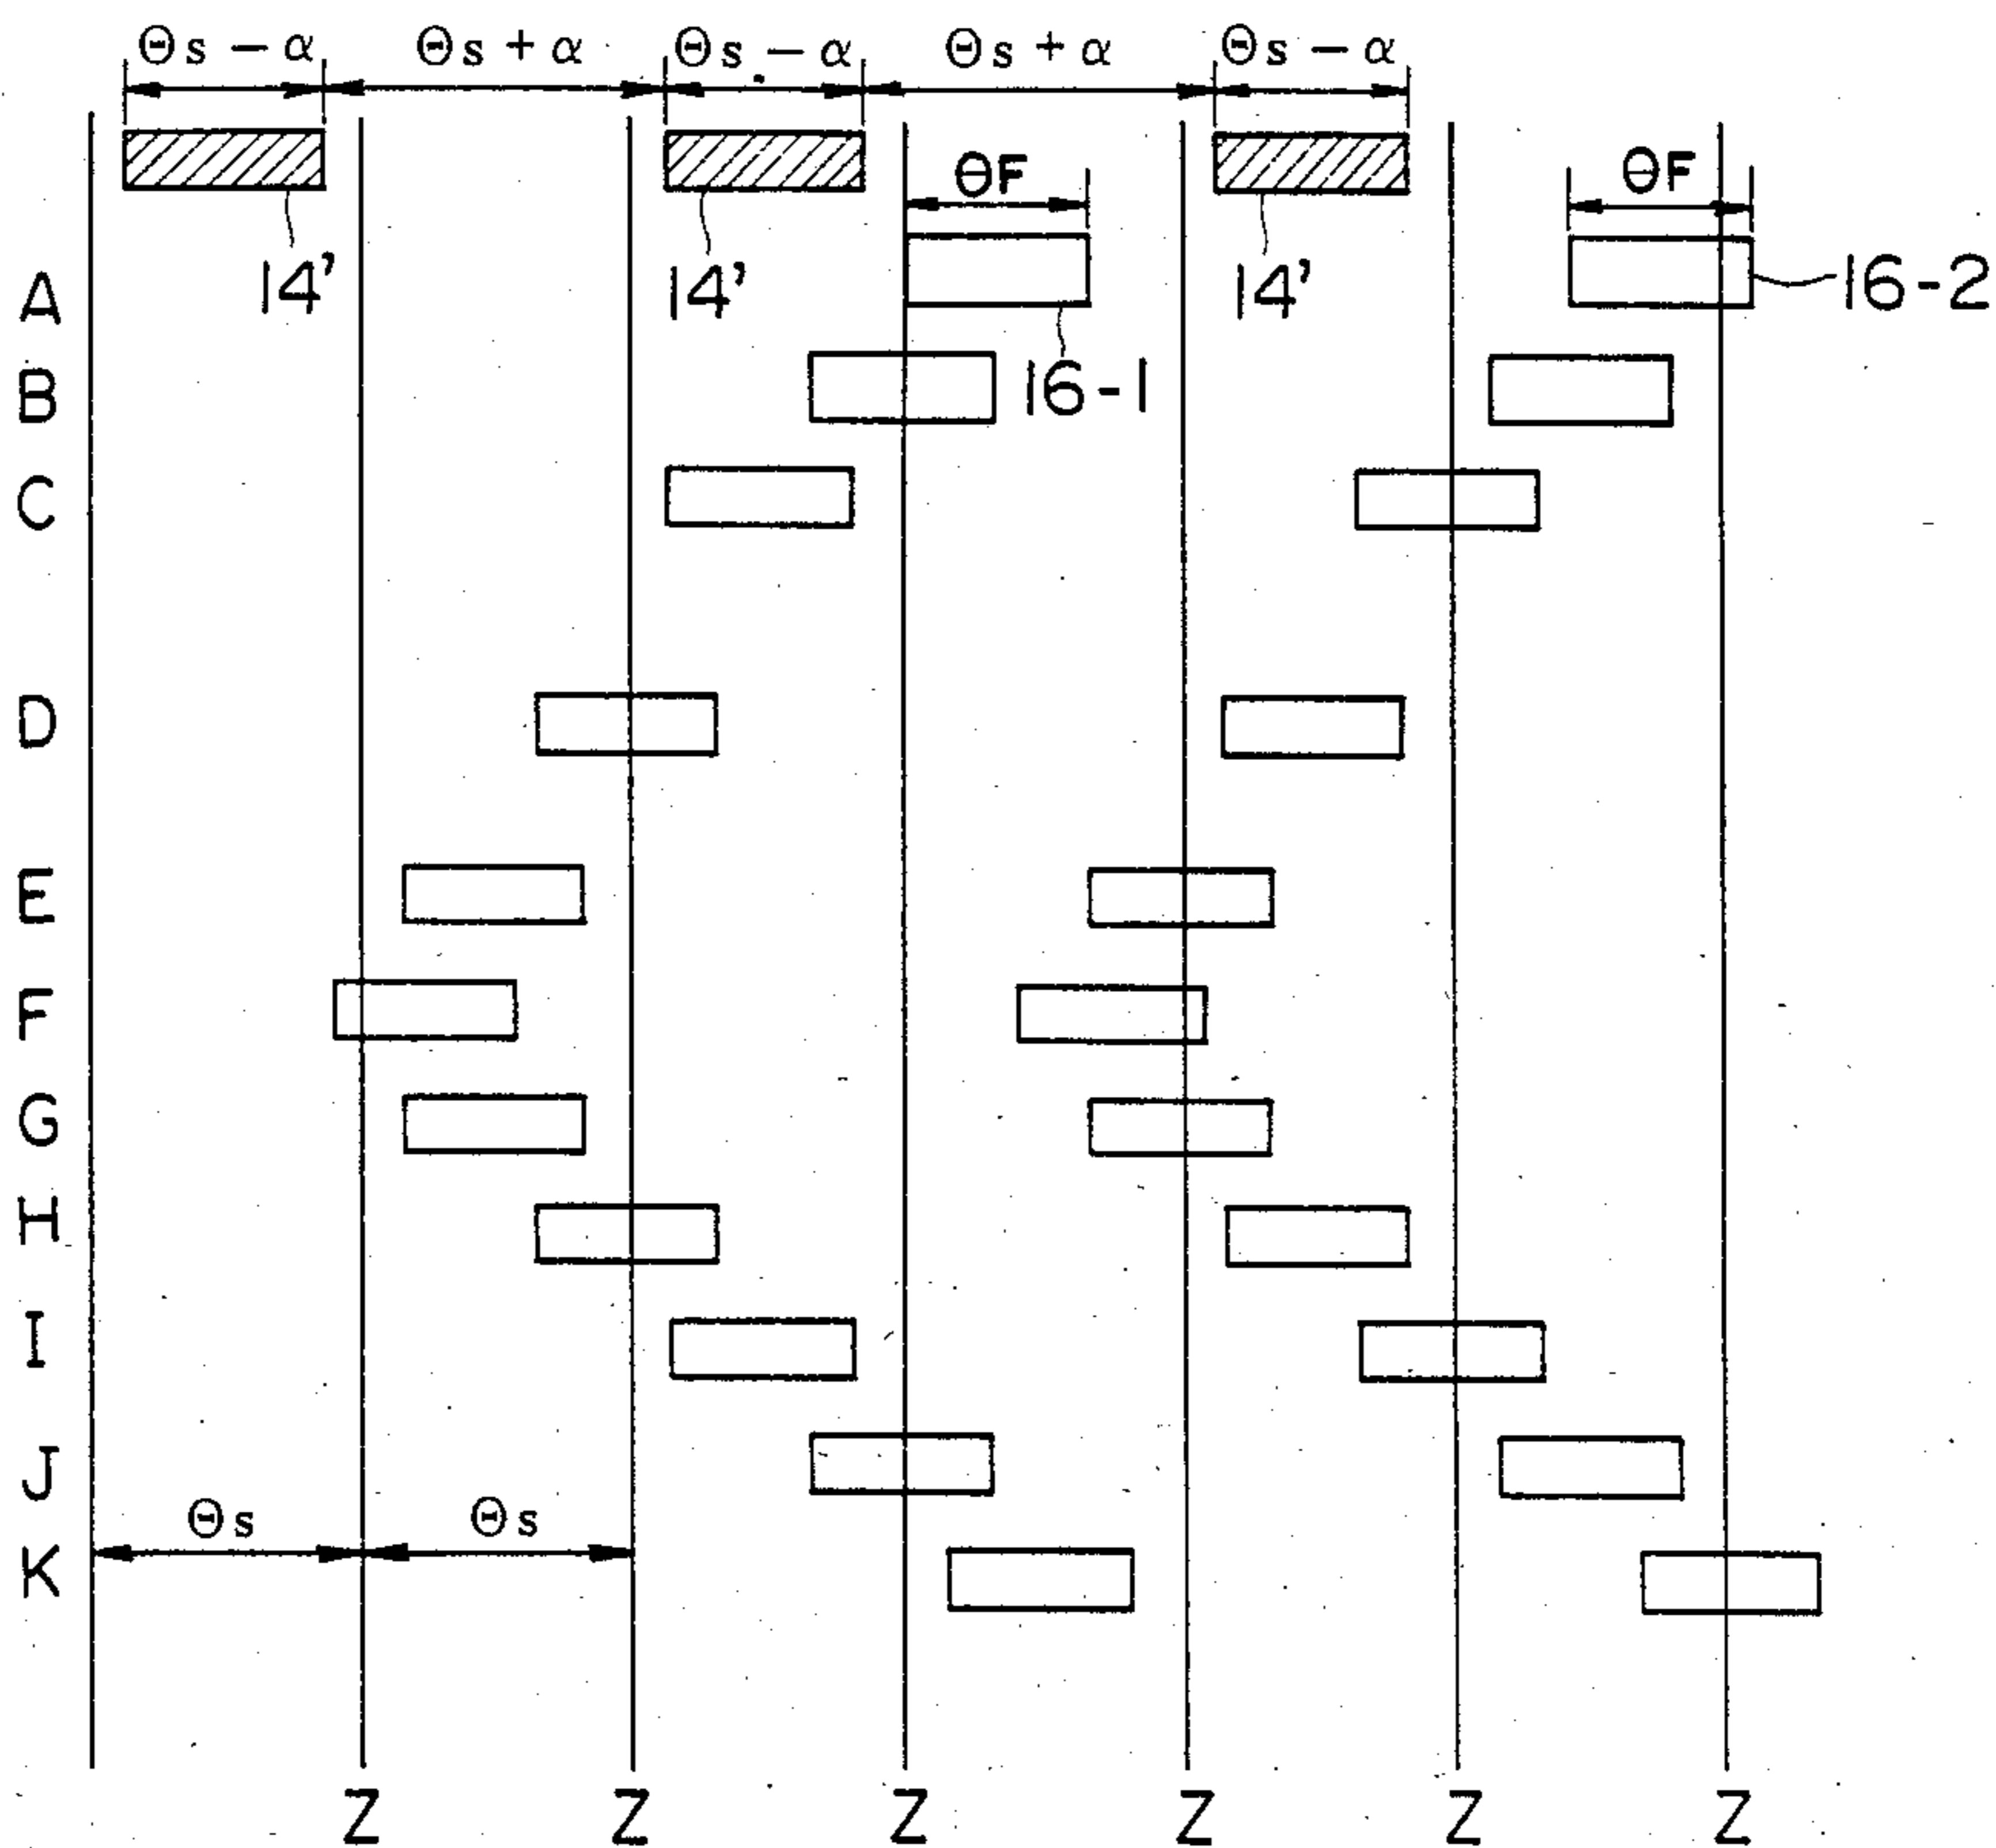 Θs − α Θs + α Θs − α Θs + α Θs − α
ΘF ΘF
A 14' 14' 14' 16-2
B 16-1
C
D
E
F
G
H
I
J
Θs Θs
K
Z Z Z Z Z Z